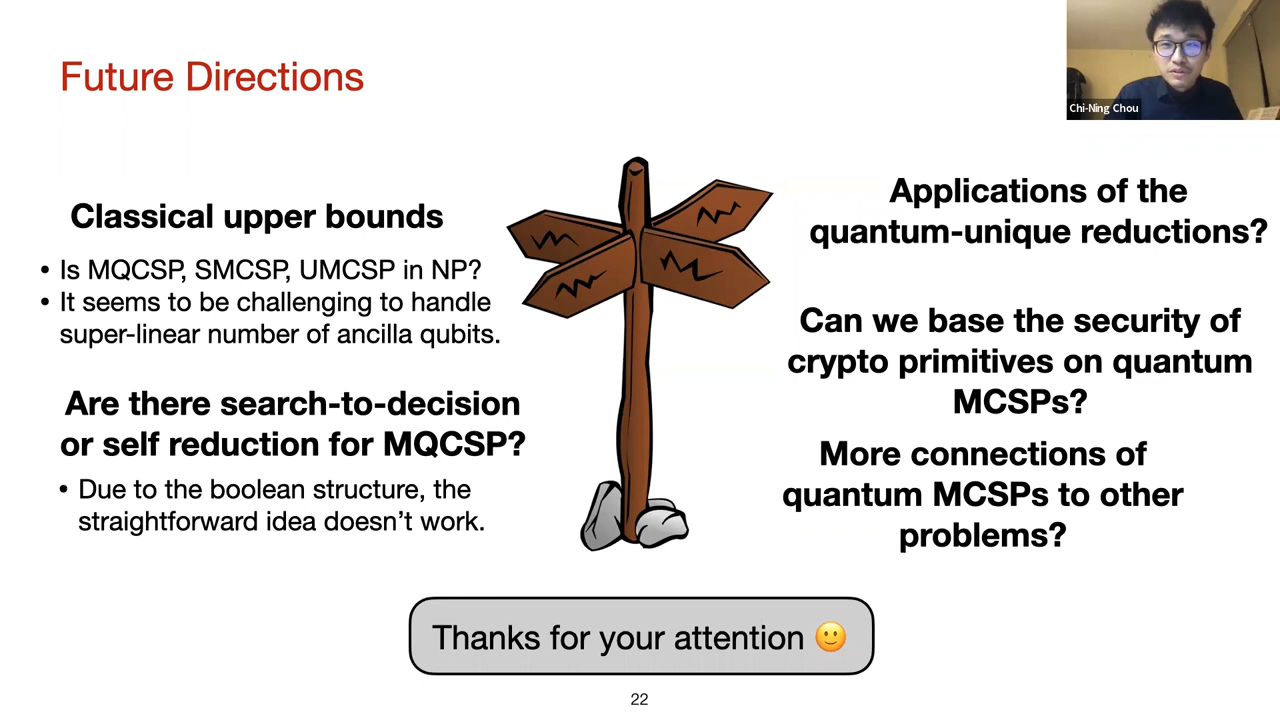 Future Directions
Chi-Ning Chou
Classical upper bounds
• Is MQCSP, SMCSP, UMCSP in NP?
• It seems to be challenging to handle
super-linear number of ancilla qubits.
Are there search-to-decision
or self reduction for MQCSP?
• Due to the boolean structure, the
straightforward idea doesn’t work.
Applications of the
quantum-unique reductions?
Can we base the security of
crypto primitives on quantum
MCSPs?
More connections of
quantum MCSPs to other
problems?
Thanks for your attention 🙂
22